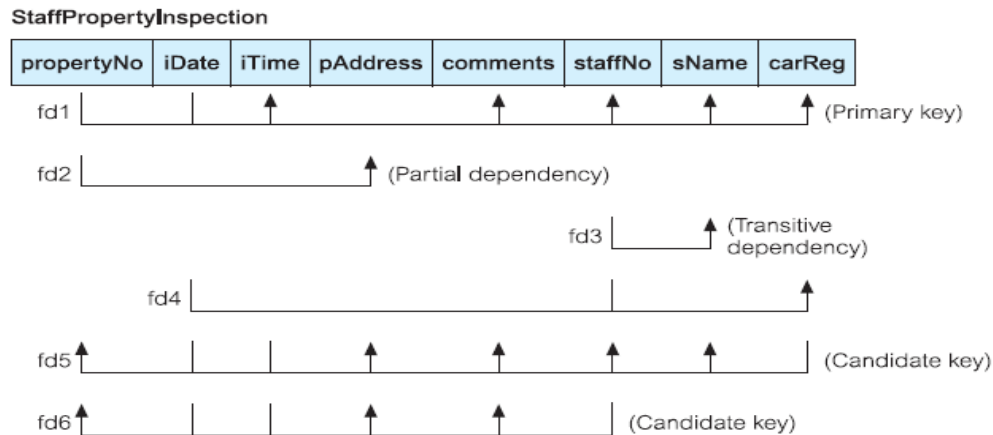 StaffPropertyInspection
propertyNo iDate iTime pAddress comments staffNo sName carReg
fd1 (Primary key)
fd2 (Partial dependency)
fd3 (Transitive
dependency)
fd4
fd5 (Candidate key)
fd6 (Candidate key)